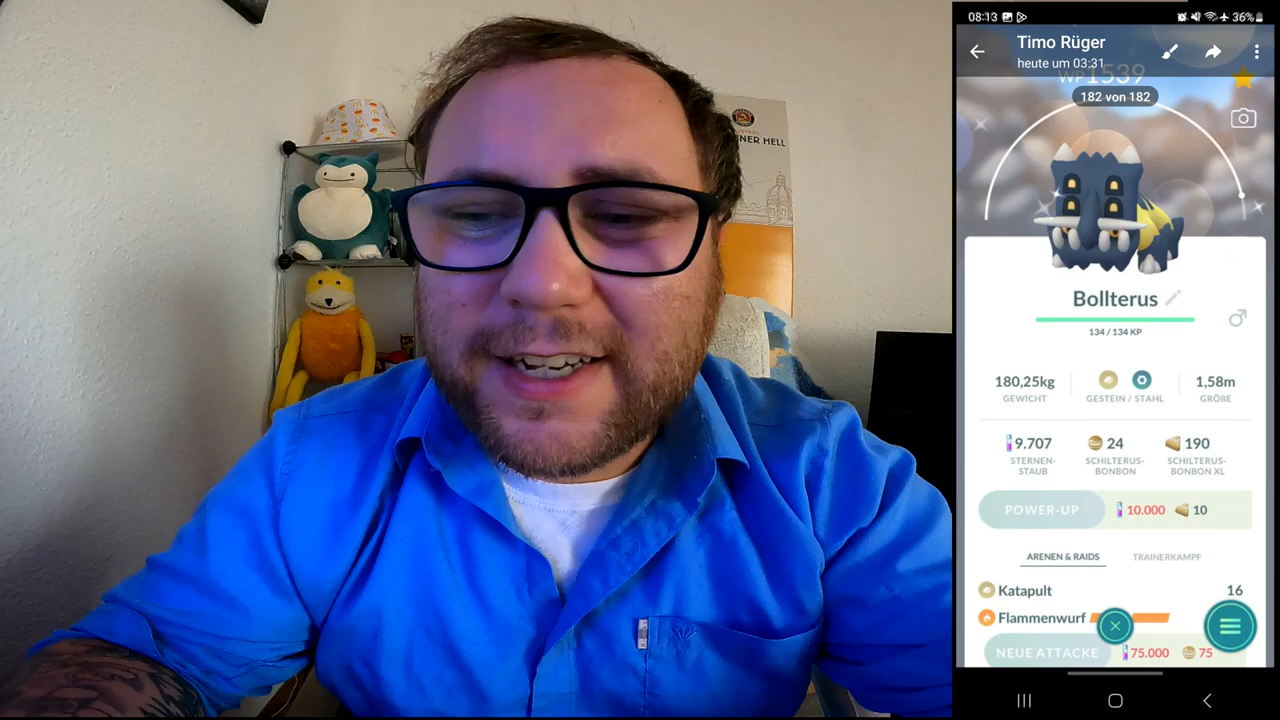 NER HELL
08:13
36%
Timo Rüger
heute um 03:31
WP1539
182 von 182
Bollterus
134 / 134 KP
180,25kg
GEWICHT
GESTEIN / STAHL
1,58m
GRÖẞE
9.707
STERNEN-
STAUB
24
SCHILTERUS-
BONBON
190
SCHILTERUS-
BONBON XL
POWER-UP
10.000
10
ARENEN & RAIDS
TRAINERKAMPF
Katapult
16
Flammenwurf
NEUE ATTACKE
75.000
75